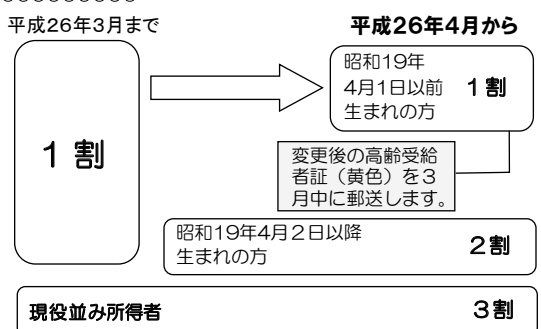 平成26年3月まで
平成26年4月から
1割
昭和19年
4月1日以前
生まれの方
1割
変更後の高齢受給
者証（黄色）を3
月中に郵送します。
昭和19年4月2日以降
生まれの方
2割
現役並み所得者
3割